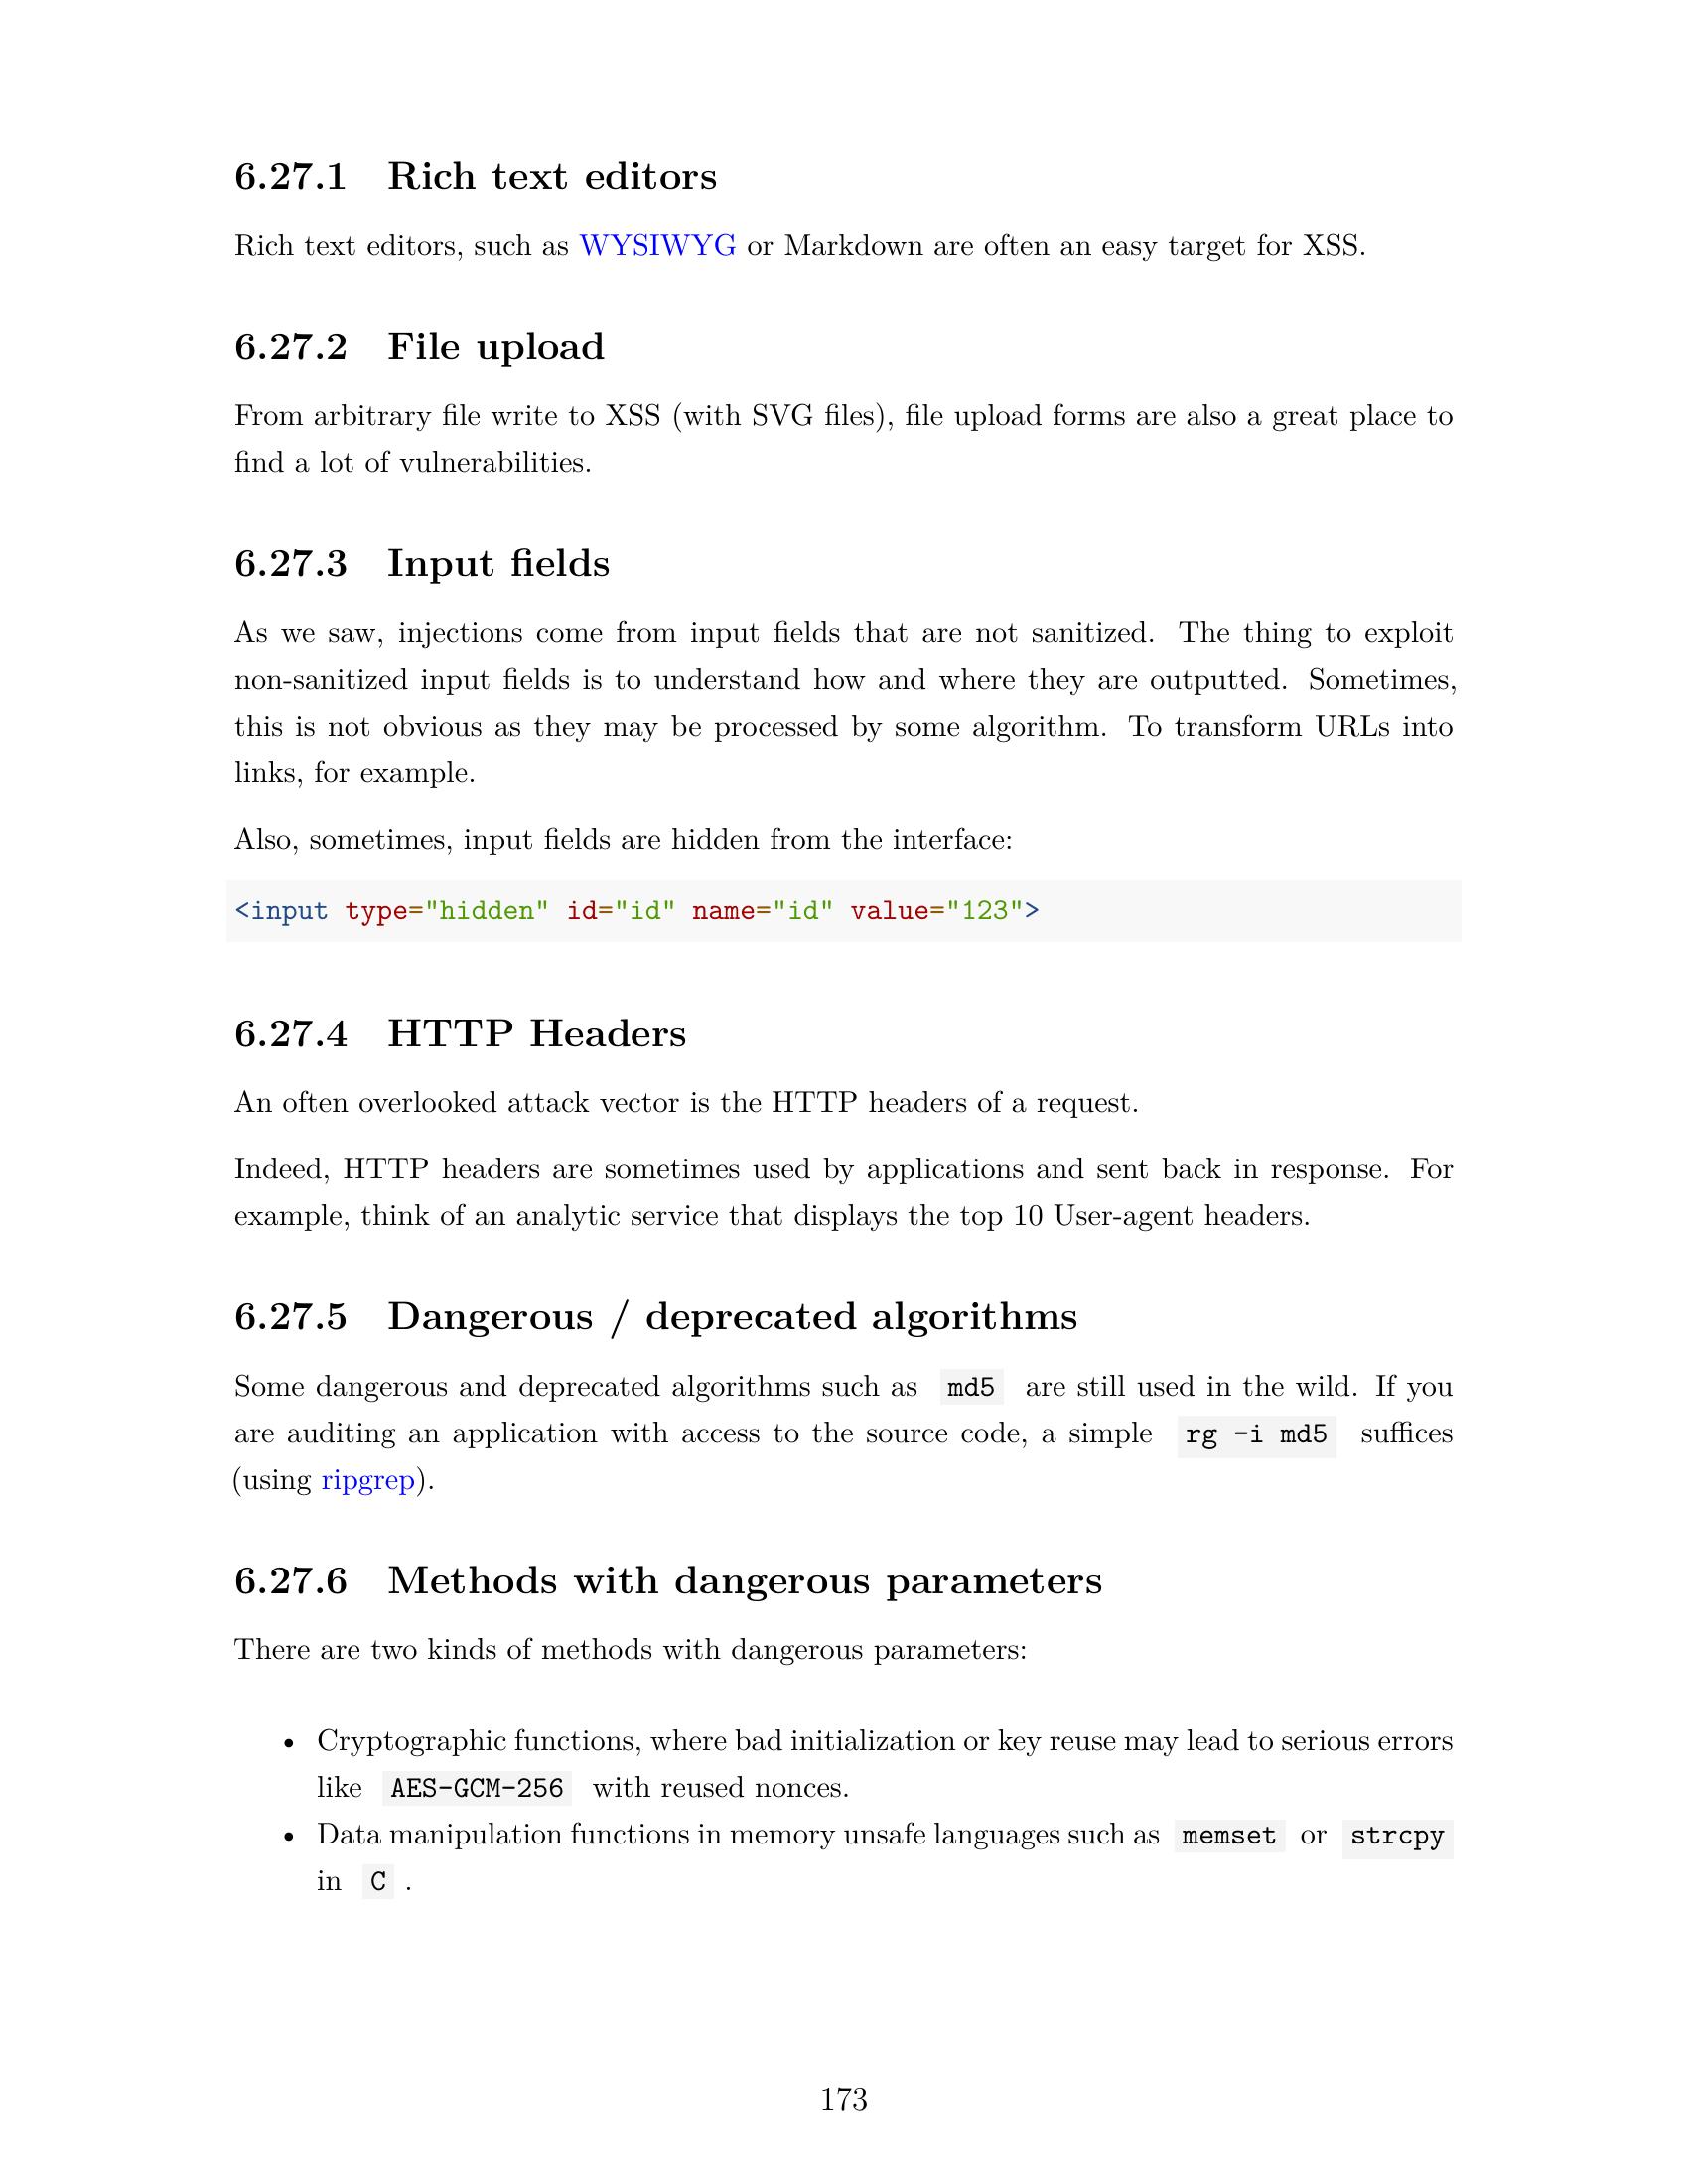 6.27.1 Rich text editors
Rich text editors, such as WYSIWYG or Markdown are often an easy target for XSS.
6.27.2 File upload
From arbitrary file write to XSS (with SVG files), file upload forms are also a great place to
find a lot of vulnerabilities.
6.27.3 Input fields
As we saw, injections come from input fields that are not sanitized. The thing to exploit
non-sanitized input fields is to understand how and where they are outputted. Sometimes,
this is not obvious as they may be processed by some algorithm. To transform URLs into
links, for example.
Also, sometimes, input fields are hidden from the interface:
<input type="hidden" id="id" name="id" value="123">
6.27.4 HTTP Headers
An often overlooked attack vector is the HTTP headers of a request.
Indeed, HTTP headers are sometimes used by applications and sent back in response. For
example, think of an analytic service that displays the top 10 User-agent headers.
6.27.5 Dangerous / deprecated algorithms
Some dangerous and deprecated algorithms such as md5 are still used in the wild. If you
are auditing an application with access to the source code, a simple rg -i md5 suffices
(using ripgrep).
6.27.6 Methods with dangerous parameters
There are two kinds of methods with dangerous parameters:
• Cryptographic functions, where bad initialization or key reuse may lead to serious errors
like AES-GCM-256 with reused nonces.
• Data manipulation functions in memory unsafe languages such as memset or strcpy
in C .
173